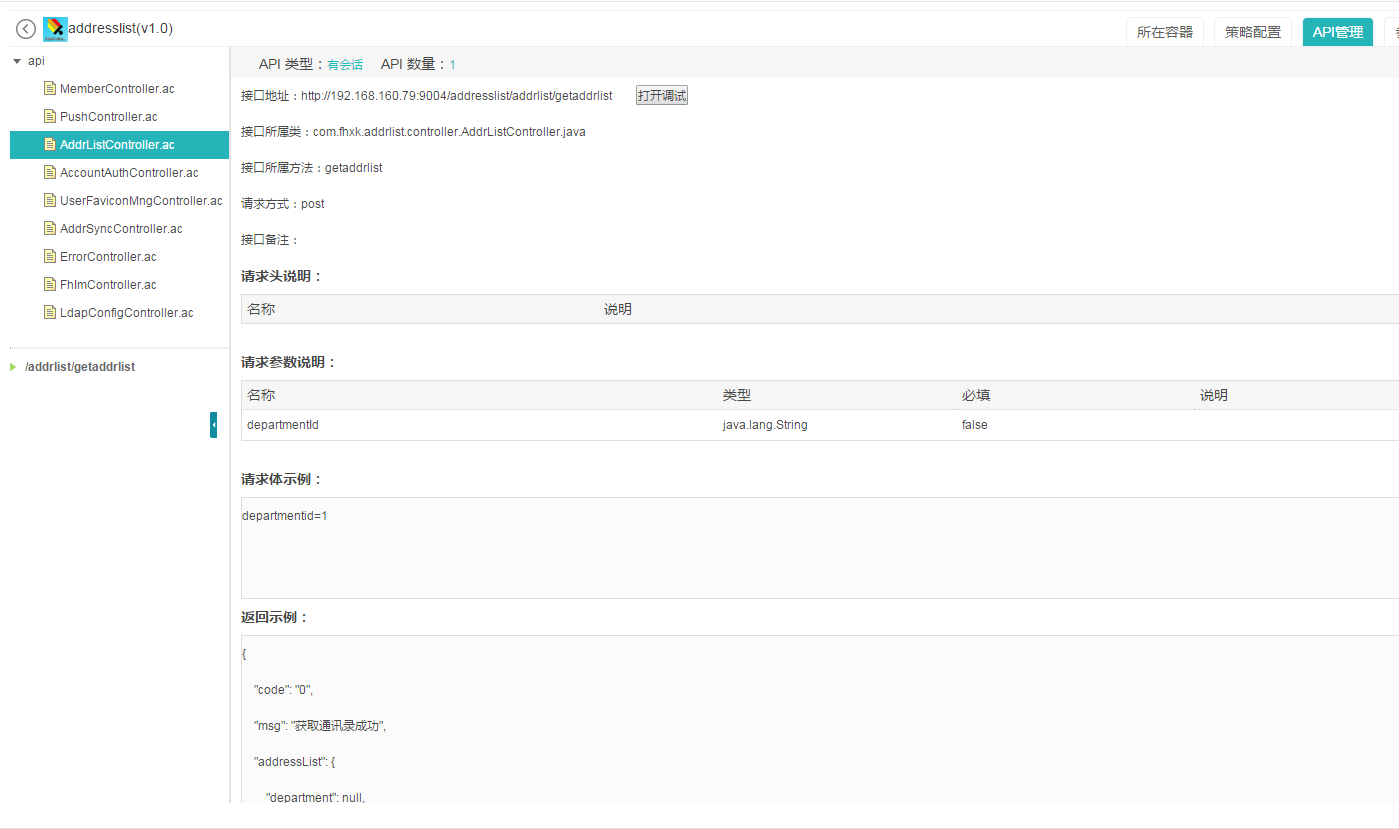 addresslist(v1.0)
所在容器
策略配置
API管理
api
MemberController.ac
PushController.ac
AddrListController.ac
AccountAuthController.ac
UserFaviconMngController.ac
AddrSyncController.ac
ErrorController.ac
FhImController.ac
LdapConfigController.ac
/addrlist/getaddrlist
API 类型：有会话 API 数量：1
接口地址：http://192.168.160.79:9004/addresslist/addrlist/getaddrlist 打开调试
接口所属类：com.fhxk.addrlist.controller.AddrListController.java
接口所属方法：getaddrlist
请求方式：post
接口备注：
请求头说明：
名称 说明
请求参数说明：
名称 类型 必填 说明
departmentId java.lang.String false
请求体示例：
departmentid=1
返回示例：
{
"code": "0",
"msg": "获取通讯录成功",
"addressList": {
"department": null,